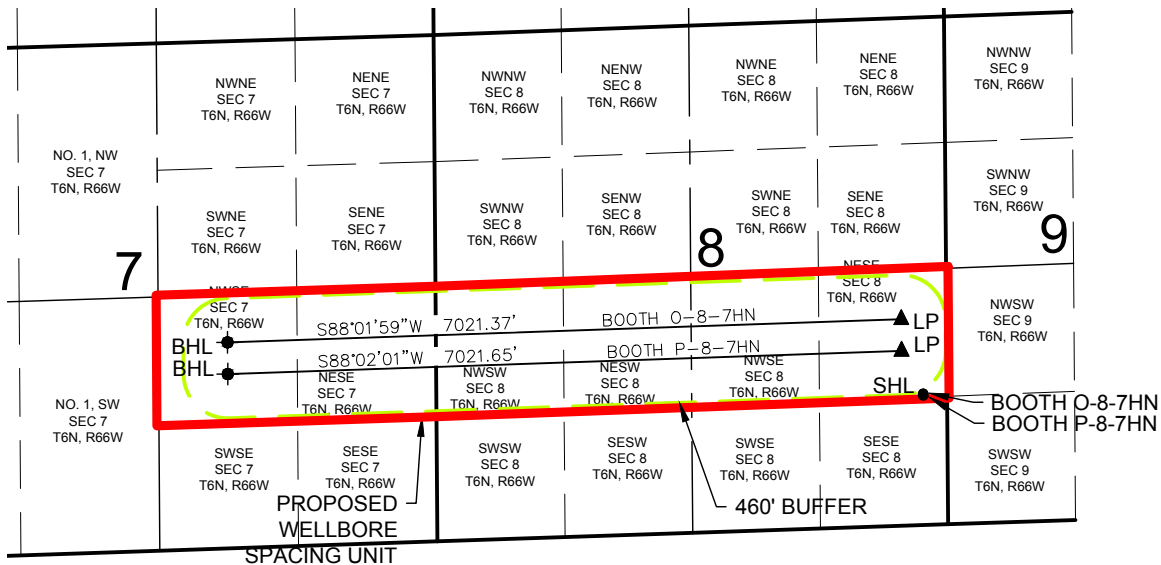 NWNE
SEC 7
T6N, R66W
NENE
SEC 7
T6N, R66W
NWNW
SEC 8
T6N, R66W
NENW
SEC 8
T6N, R66W
NWNE
SEC 8
T6N, R66W
NENE
SEC 8
T6N, R66W
NWNW
SEC 9
T6N, R66W
NO. 1, NW
SEC 7
T6N, R66W
SWNE
SEC 7
T6N, R66W
SENE
SEC 7
T6N, R66W
SWNW
SEC 8
T6N, R66W
SENW
SEC 8
T6N, R66W
SWNE
SEC 8
T6N, R66W
SENE
SEC 8
T6N, R66W
SWNW
SEC 9
T6N, R66W
7
8
9
SEC 7
T6N, R66W
NESE
SEC 8
T6N, R66W
NWSW
SEC 9
T6N, R66W
BHL
S88°01'59"W 7021.37'
BOOTH O-8-7HN
LP
BHL
S88°02'01"W 7021.65'
BOOTH P-8-7HN
LP
NESE
SEC 7
T6N, R66W
NWSW
SEC 8
T6N, R66W
NESW
SEC 8
T6N, R66W
NWSE
SEC 8
T6N, R66W
SHL
BOOTH O-8-7HN
BOOTH P-8-7HN
NO. 1, SW
SEC 7
T6N, R66W
SWSE
SEC 7
T6N, R66W
SESE
SEC 7
T6N, R66W
SWSW
SEC 8
T6N, R66W
SESW
SEC 8
T6N, R66W
SWSE
SEC 8
T6N, R66W
SESE
SEC 8
T6N, R66W
SWSW
SEC 9
T6N, R66W
PROPOSED
WELLBORE
SPACING UNIT
460' BUFFER